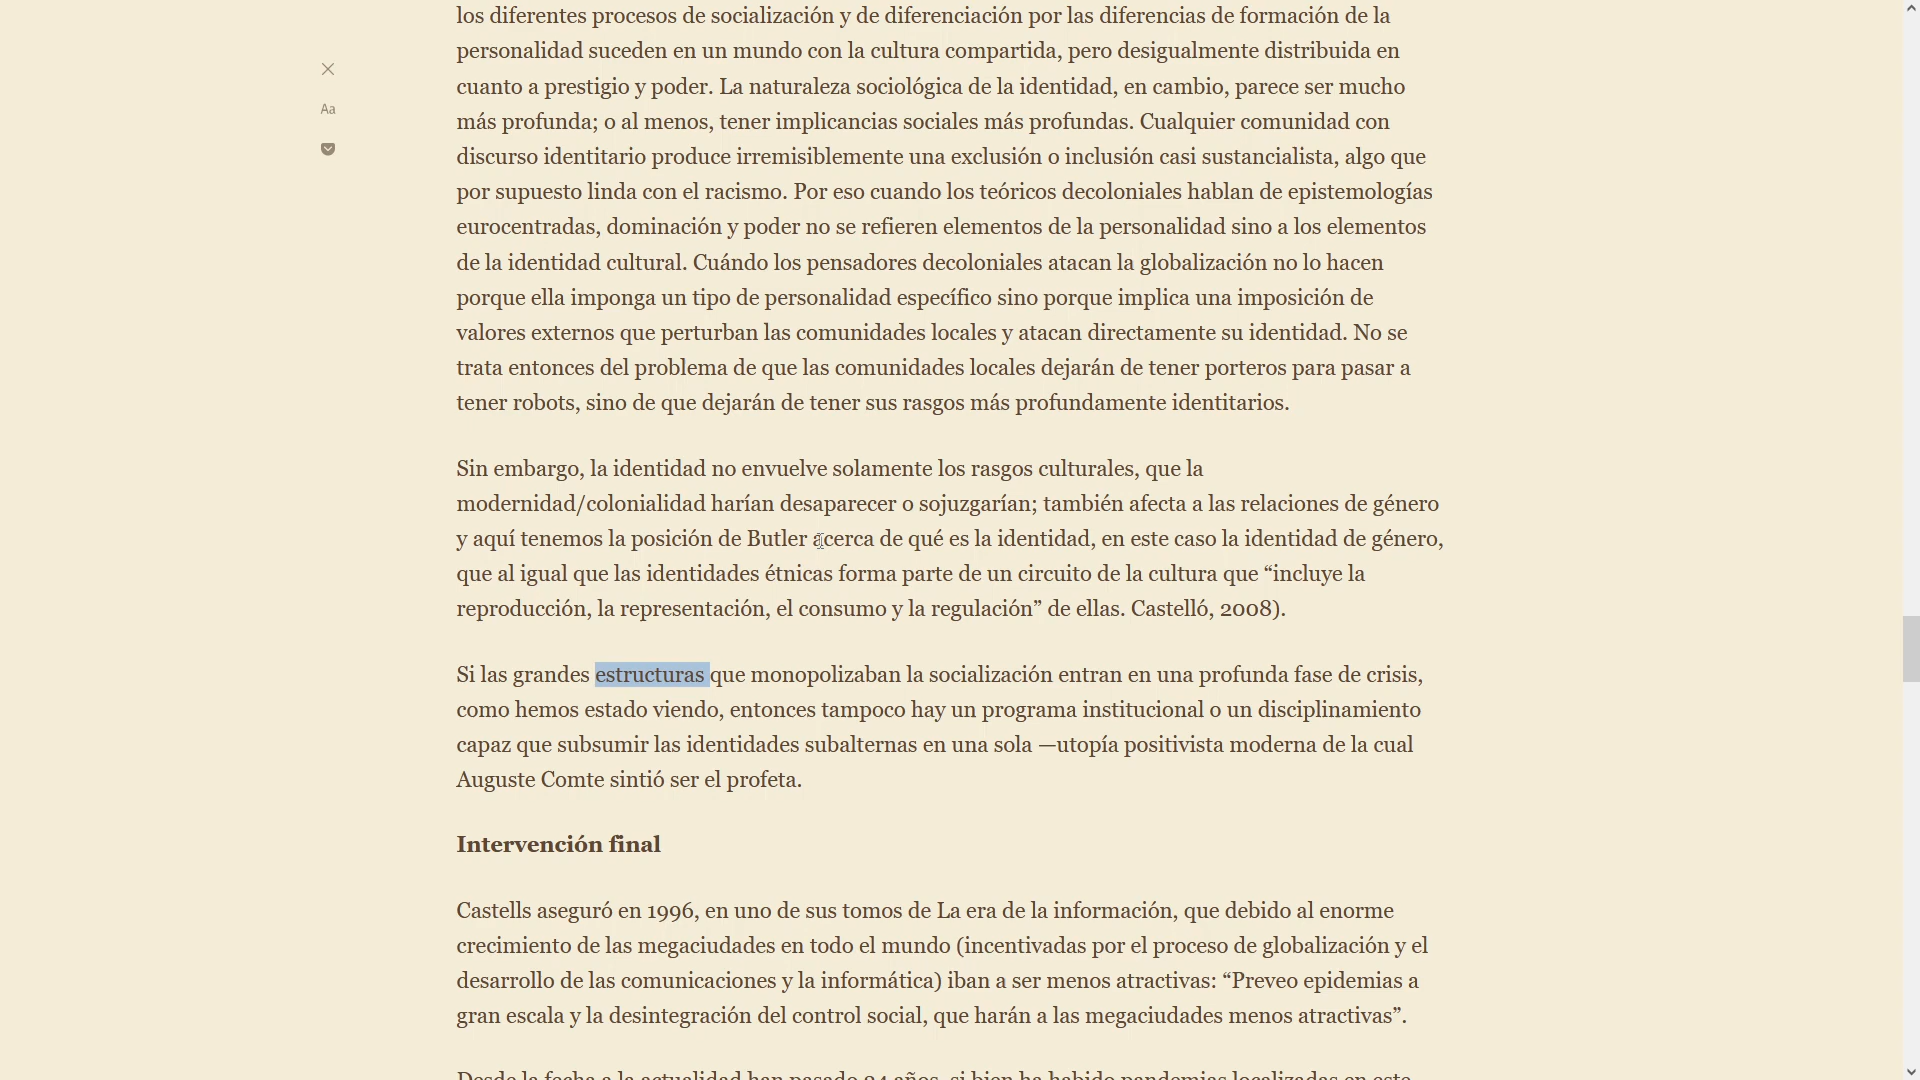 los diferentes procesos de socialización y de diferenciación por las diferencias de formación de la
personalidad suceden en un mundo con la cultura compartida, pero desigualmente distribuida en
cuanto a prestigio y poder. La naturaleza sociológica de la identidad, en cambio, parece ser mucho
más profunda; o al menos, tener implicancias sociales más profundas. Cualquier comunidad con
discurso identitario produce irremisiblemente una exclusión o inclusión casi sustancialista, algo que
por supuesto linda con el racismo. Por eso cuando los teóricos decoloniales hablan de epistemologías
eurocentradas, dominación y poder no se refieren elementos de la personalidad sino a los elementos
de la identidad cultural. Cuándo los pensadores decoloniales atacan la globalización no lo hacen
porque ella imponga un tipo de personalidad específico sino porque implica una imposición de
valores externos que perturban las comunidades locales y atacan directamente su identidad. No se
trata entonces del problema de que las comunidades locales dejarán de tener porteros para pasar a
tener robots, sino de que dejarán de tener sus rasgos más profundamente identitarios.
Sin embargo, la identidad no envuelve solamente los rasgos culturales, que la
modernidad/colonialidad harían desaparecer o sojuzgarían; también afecta a las relaciones de género
y aquí tenemos la posición de Butler acerca de qué es la identidad, en este caso la identidad de género,
que al igual que las identidades étnicas forma parte de un circuito de la cultura que “incluye la
reproducción, la representación, el consumo y la regulación” de ellas. Castelló, 2008).
Si las grandes estructuras que monopolizaban la socialización entran en una profunda fase de crisis,
como hemos estado viendo, entonces tampoco hay un programa institucional o un disciplinamiento
capaz que subsumir las identidades subalternas en una sola —utopía positivista moderna de la cual
Auguste Comte sintió ser el profeta.
Intervención final
Castells aseguró en 1996, en uno de sus tomos de La era de la información, que debido al enorme
crecimiento de las megaciudades en todo el mundo (incentivadas por el proceso de globalización y el
desarrollo de las comunicaciones y la informática) iban a ser menos atractivas: “Preveo epidemias a
gran escala y la desintegración del control social, que harán a las megaciudades menos atractivas”.
Desde la fecha a la actualidad han pasado 24 años, si bien ha habido pandemias localizadas en este
Aa